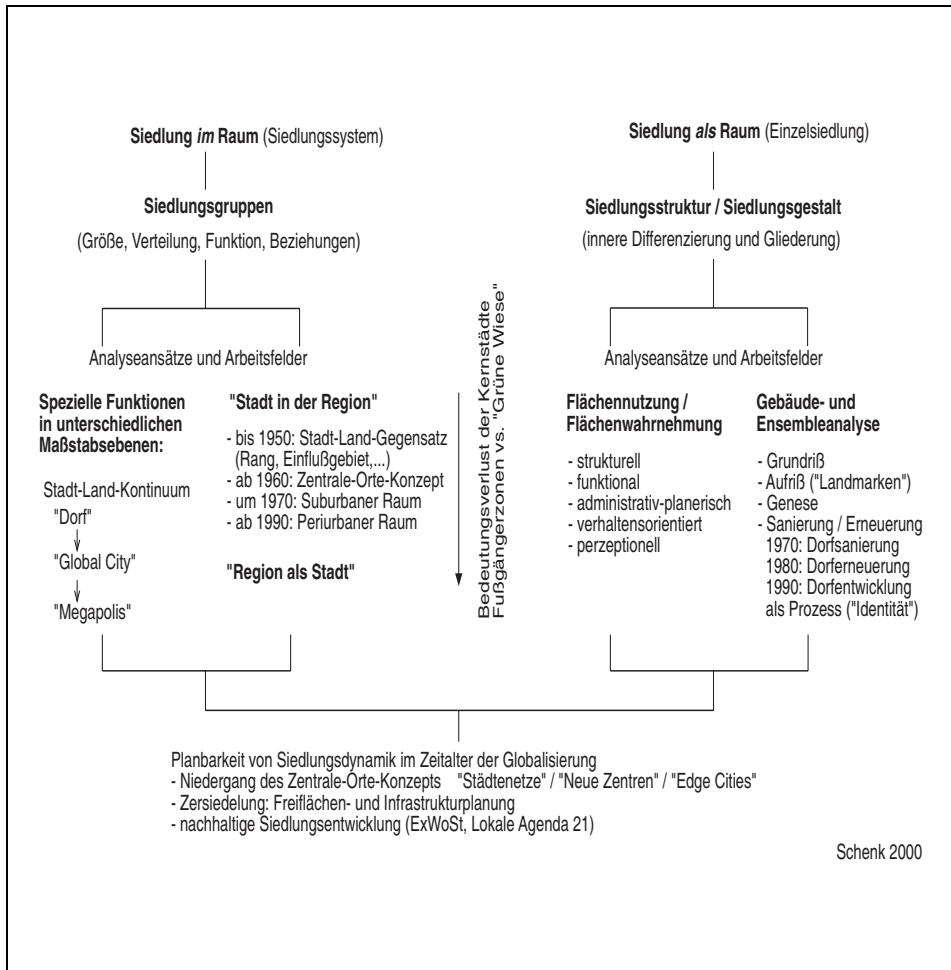 Siedlung im Raum (Siedlungssystem)
Siedlungsgruppen
(Größe, Verteilung, Funktion, Beziehungen)
Analyseansätze und Arbeitsfelder
Spezielle Funktionen
in unterschiedlichen
Maßstabsebenen:
Stadt-Land-Kontinuum
"Dorf"
"Global City"
"Megapolis"
"Stadt in der Region"
- bis 1950: Stadt-Land-Gegensatz
(Rang, Einflußgebiet,...)
- ab 1960: Zentrale-Orte-Konzept
- um 1970: Suburbaner Raum
- ab 1990: Periurbaner Raum
"Region als Stadt"
Bedeutungsverlust der Kernstädte
Fußgängerzonen vs. "Grüne Wiese"
Siedlung als Raum (Einzelsiedlung)
Siedlungsstruktur / Siedlungsgestalt
(innere Differenzierung und Gliederung)
Analyseansätze und Arbeitsfelder
Flächennutzung /
Flächenwahrnehmung
- strukturell
- funktional
- administrativ-planerisch
- verhaltensorientiert
- perzeptionell
Gebäude- und
Ensembleanalyse
- Grundriß
- Aufriß ("Landmarken")
- Genese
- Sanierung / Erneuerung
1970: Dorfsanierung
1980: Dorferneuerung
1990: Dorfentwicklung
als Prozess ("Identität")
Planbarkeit von Siedlungsdynamik im Zeitalter der Globalisierung
- Niedergang des Zentrale-Orte-Konzepts "Städtenetze" / "Neue Zentren" / "Edge Cities"
- Zersiedelung: Freiflächen- und Infrastrukturplanung
- nachhaltige Siedlungsentwicklung (ExWoSt, Lokale Agenda 21)
Schenk 2000